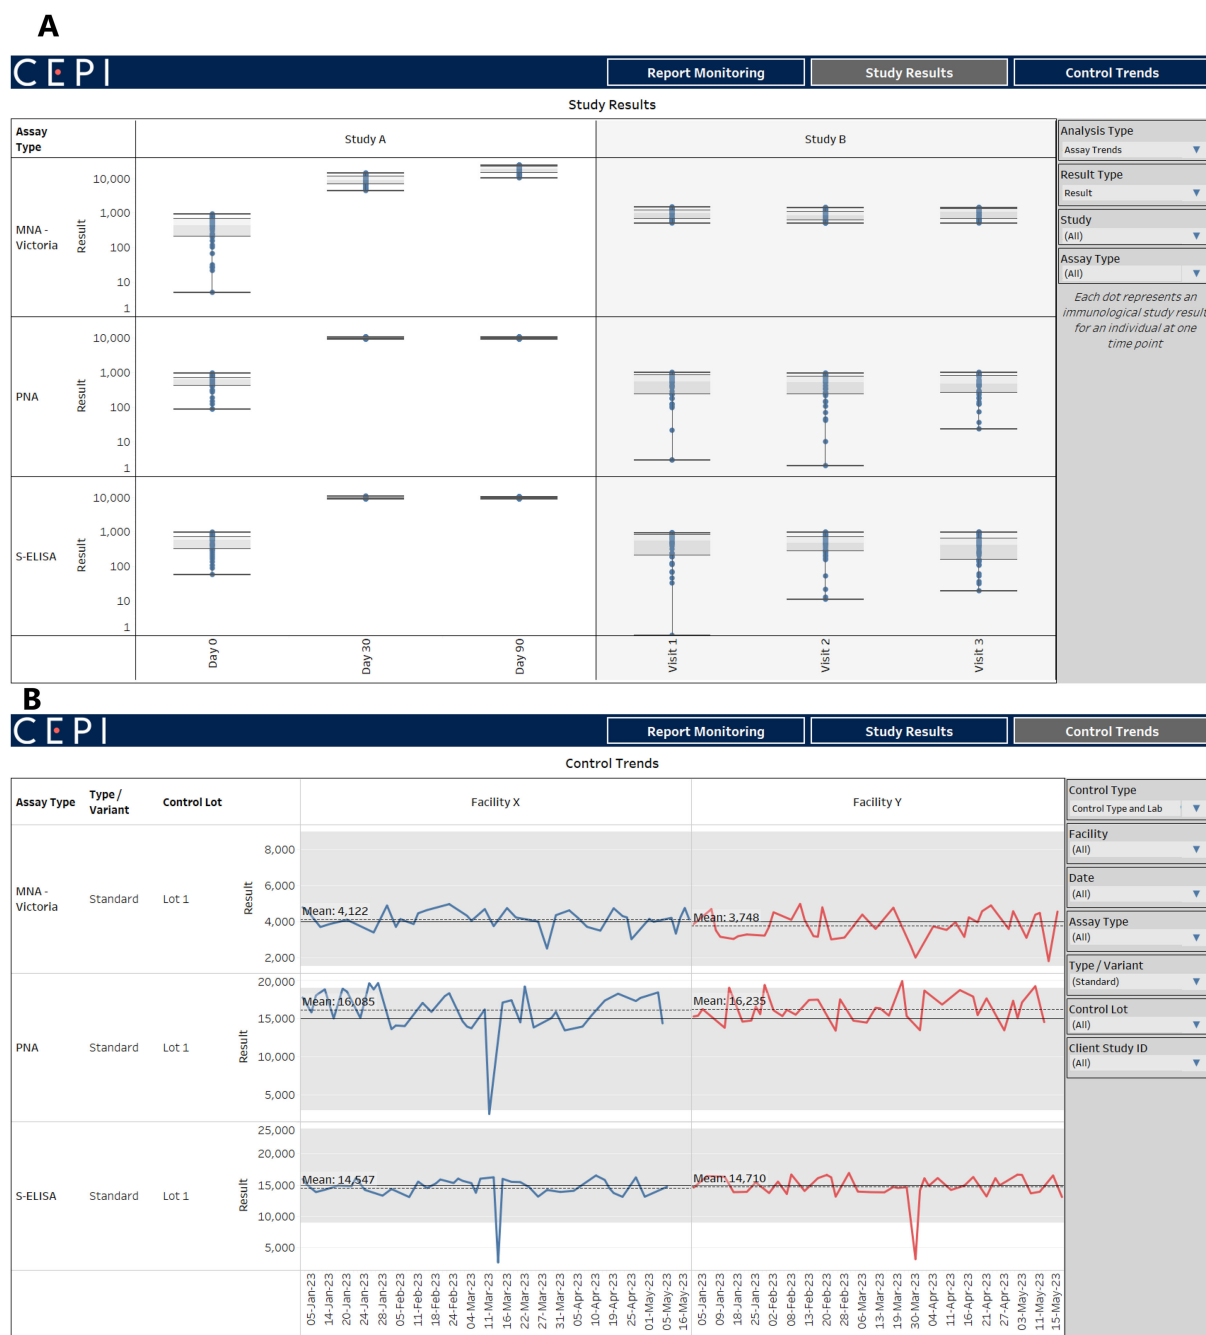 A
CEPI
Report Monitoring
Study Results
Control Trends
Study Results
Assay Type
Study A
Study B
MNA - Victoria
Result
10,000
1,000
100
10
1
PNA
Result
10,000
1,000
100
10
1
S-ELISA
Result
10,000
1,000
100
10
1
Day 0
Day 30
Day 90
Visit 1
Visit 2
Visit 3
Analysis Type
Assay Trends
Result Type
Result
Study
(All)
Assay Type
(All)
Each dot represents an
immunological study result
for an individual at one
time point
B
CEPI
Report Monitoring
Study Results
Control Trends
Control Trends
Assay Type
Type / Variant
Control Lot
Facility X
Facility Y
MNA - Victoria
Standard
Lot 1
Result
8,000
6,000
4,000
2,000
Mean: 4,122
Mean: 3,748
PNA
Standard
Lot 1
Result
20,000
15,000
10,000
5,000
Mean: 16,085
Mean: 16,235
S-ELISA
Standard
Lot 1
Result
25,000
20,000
15,000
10,000
5,000
Mean: 14,547
Mean: 14,710
05-Jan-23
14-Jan-23
20-Jan-23
24-Jan-23
28-Jan-23
05-Feb-23
11-Feb-23
18-Feb-23
24-Feb-23
04-Mar-23
11-Mar-23
16-Mar-23
22-Mar-23
27-Mar-23
31-Mar-23
05-Apr-23
10-Apr-23
19-Apr-23
25-Apr-23
01-May-23
05-May-23
16-May-23
05-Jan-23
09-Jan-23
18-Jan-23
25-Jan-23
02-Feb-23
08-Feb-23
13-Feb-23
20-Feb-23
28-Feb-23
06-Mar-23
13-Mar-23
19-Mar-23
30-Mar-23
04-Apr-23
11-Apr-23
16-Apr-23
21-Apr-23
27-Apr-23
03-May-23
11-May-23
15-May-23
Control Type
Control Type and Lab
Facility
(All)
Date
(All)
Assay Type
(All)
Type / Variant
(Standard)
Control Lot
(All)
Client Study ID
(All)